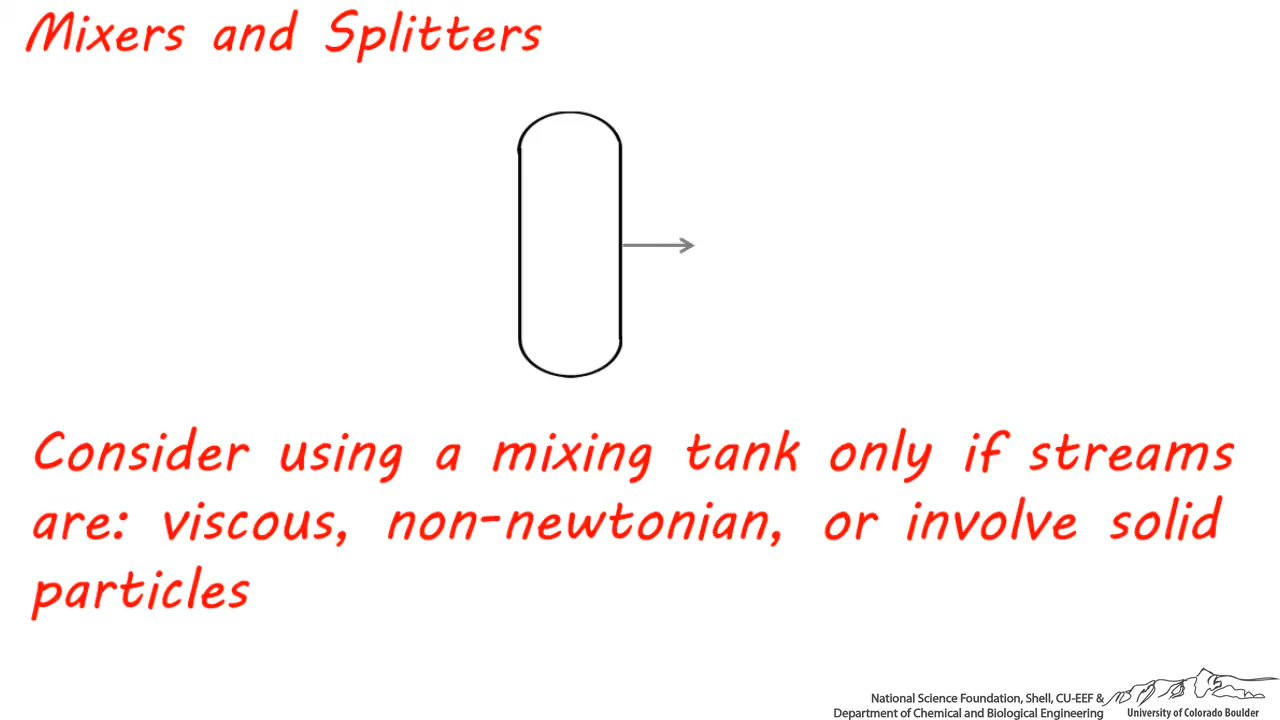 Mixers and Splitters
Consider using a mixing tank only if streams
are: viscous, non-newtonian, or involve solid
particles
National Science Foundation, Shell, CU-EEF &
Department of Chemical and Biological Engineering
University of Colorado Boulder